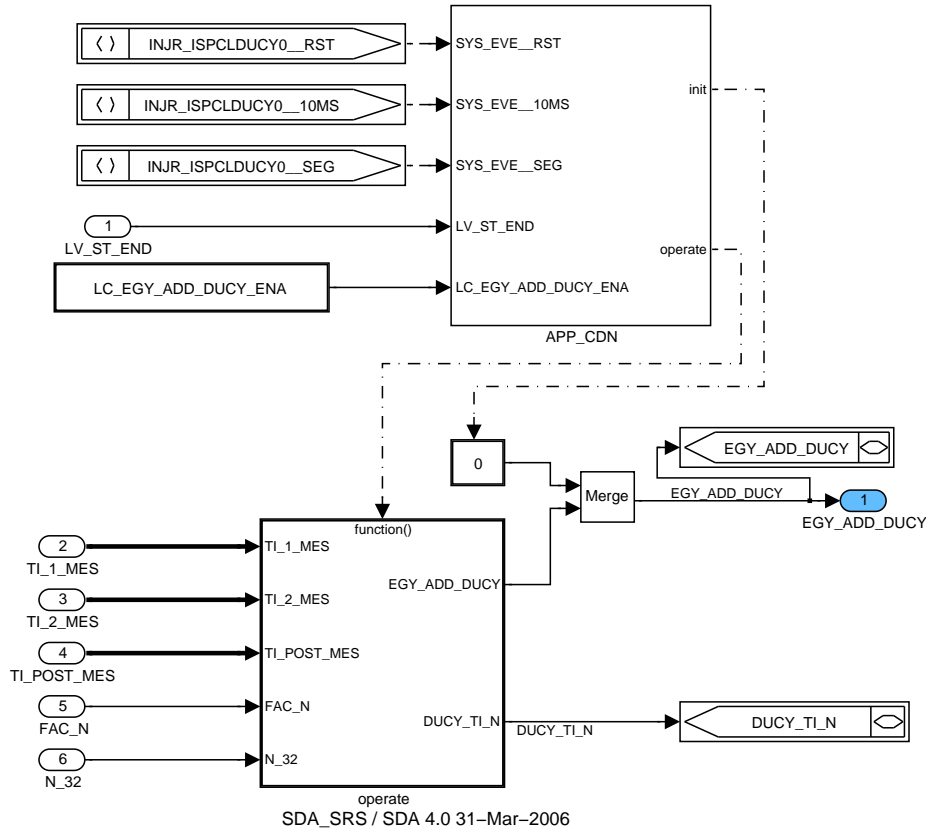 INJR_ISPCLDUCY0__RST
SYS_EVE__RST
init
INJR_ISPCLDUCY0__10MS
SYS_EVE__10MS
INJR_ISPCLDUCY0__SEG
SYS_EVE__SEG
1
LV_ST_END
LV_ST_END
operate
LC_EGY_ADD_DUCY_ENA
LC_EGY_ADD_DUCY_ENA
APP_CDN
0
Merge
EGY_ADD_DUCY
EGY_ADD_DUCY
1
EGY_ADD_DUCY
function()
2
TI_1_MES
TI_1_MES
EGY_ADD_DUCY
3
TI_2_MES
TI_2_MES
4
TI_POST_MES
TI_POST_MES
5
FAC_N
FAC_N
DUCY_TI_N
DUCY_TI_N
DUCY_TI_N
6
N_32
N_32
operate
SDA_SRS / SDA 4.0 31−Mar−2006